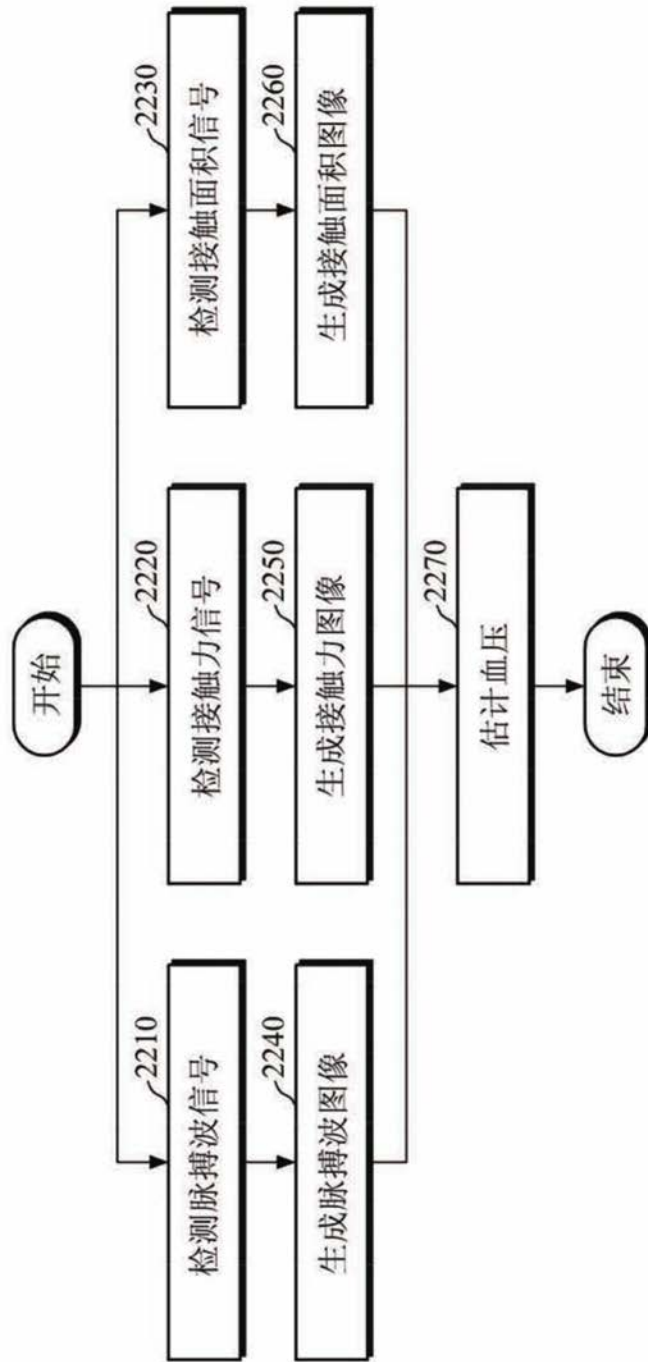 开始
2210
检测脉搏波信号
2220
检测接触力信号
2230
检测接触面积信号
2240
生成脉搏波图像
2250
生成接触力图像
2260
生成接触面积图像
2270
估计血压
结束